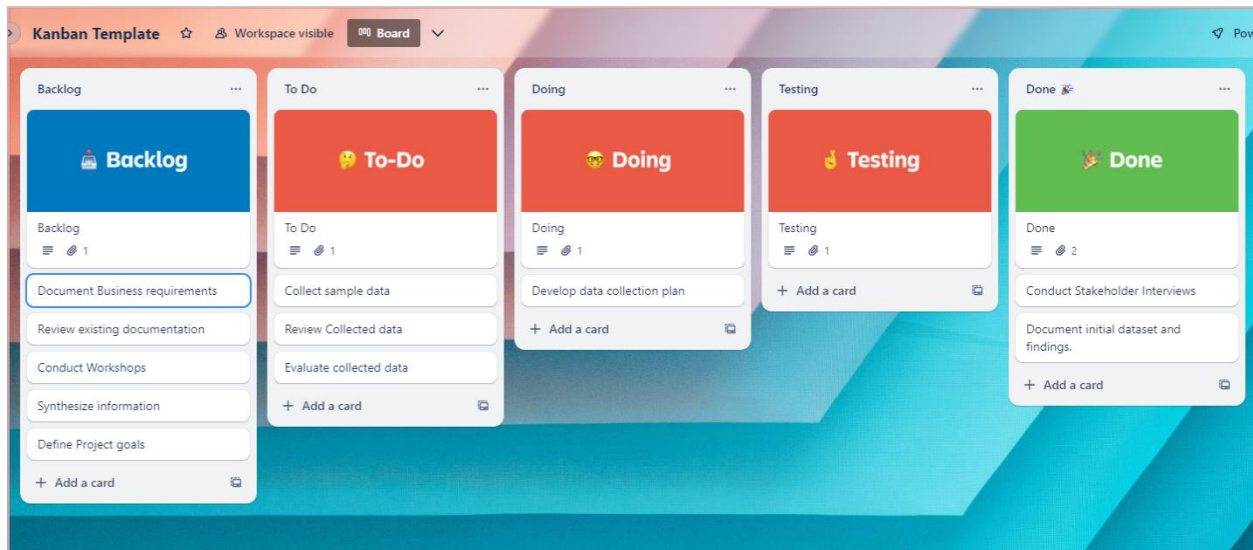 Kanban Template Workspace visible Board Pow
Backlog ...
Backlog
Backlog
1
Document Business requirements
Review existing documentation
Conduct Workshops
Synthesize information
Define Project goals
+ Add a card
To Do ...
To-Do
To Do
1
Collect sample data
Review Collected data
Evaluate collected data
+ Add a card
Doing ...
Doing
Doing
1
Develop data collection plan
+ Add a card
Testing ...
Testing
Testing
1
+ Add a card
Done 🎉 ...
Done
Done
2
Conduct Stakeholder Interviews
Document initial dataset and
findings.
+ Add a card